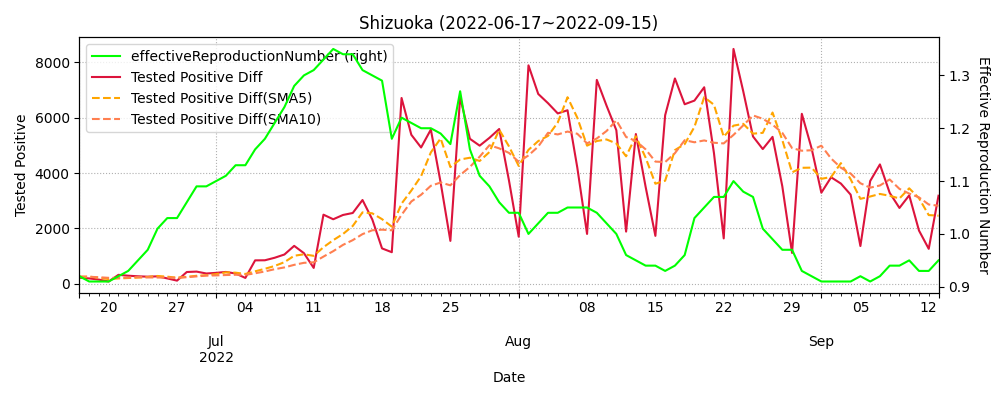 Shizuoka (2022-06-17~2022-09-15)
effectiveReproductionNumber (right)
Tested Positive Diff
Tested Positive Diff(SMA5)
Tested Positive Diff(SMA10)
Tested Positive
8000
6000
4000
2000
0
Effective Reproduction Number
1.3
1.2
1.1
1.0
0.9
20 27 04 11 18 25 08 15 22 29 05 12
Jul Aug Sep
2022
Date